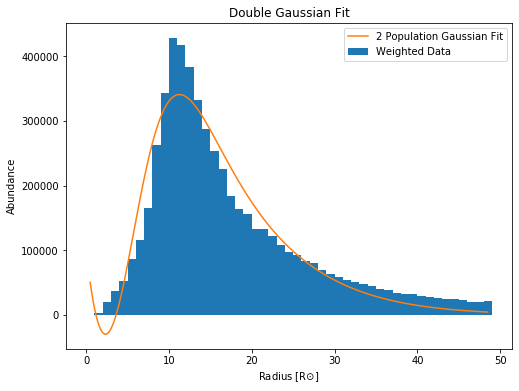 Double Gaussian Fit
2 Population Gaussian Fit
Weighted Data
Abundance
400000
300000
200000
100000
0
0 10 20 30 40 50
Radius [R⊙]